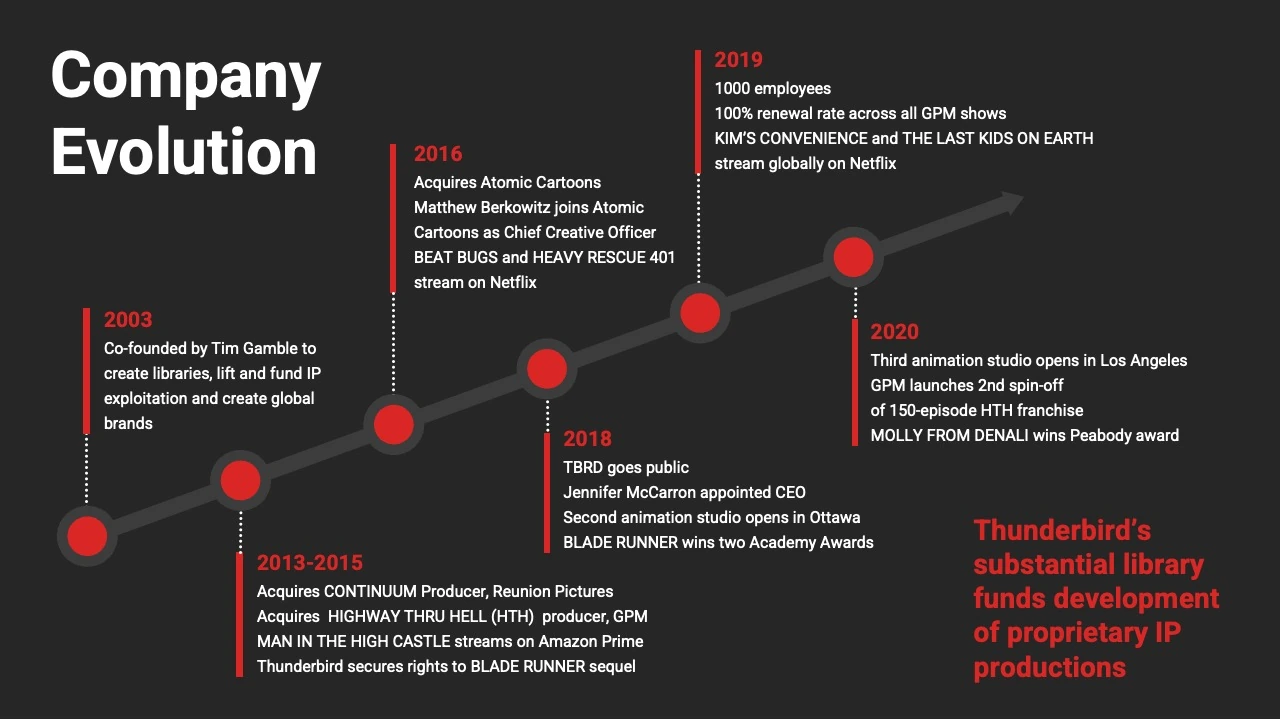 Company
Evolution
2003
Co-founded by Tim Gamble to
create libraries, lift and fund IP
exploitation and create global
brands
2013-2015
Acquires CONTINUUM Producer, Reunion Pictures
Acquires  HIGHWAY THRU HELL (HTH)  producer, GPM
MAN IN THE HIGH CASTLE streams on Amazon Prime
Thunderbird secures rights to BLADE RUNNER sequel
2016
Acquires Atomic Cartoons
Matthew Berkowitz joins Atomic
Cartoons as Chief Creative Officer
BEAT BUGS and HEAVY RESCUE 401
stream on Netflix
2018
TBRD goes public
Jennifer McCarron appointed CEO
Second animation studio opens in Ottawa
BLADE RUNNER wins two Academy Awards
2019
1000 employees
100% renewal rate across all GPM shows
KIM’S CONVENIENCE and THE LAST KIDS ON EARTH
stream globally on Netflix
2020
Third animation studio opens in Los Angeles
GPM launches 2nd spin-off
of 150-episode HTH franchise
MOLLY FROM DENALI wins Peabody award
Thunderbird’s
substantial library
funds development
of proprietary IP
productions